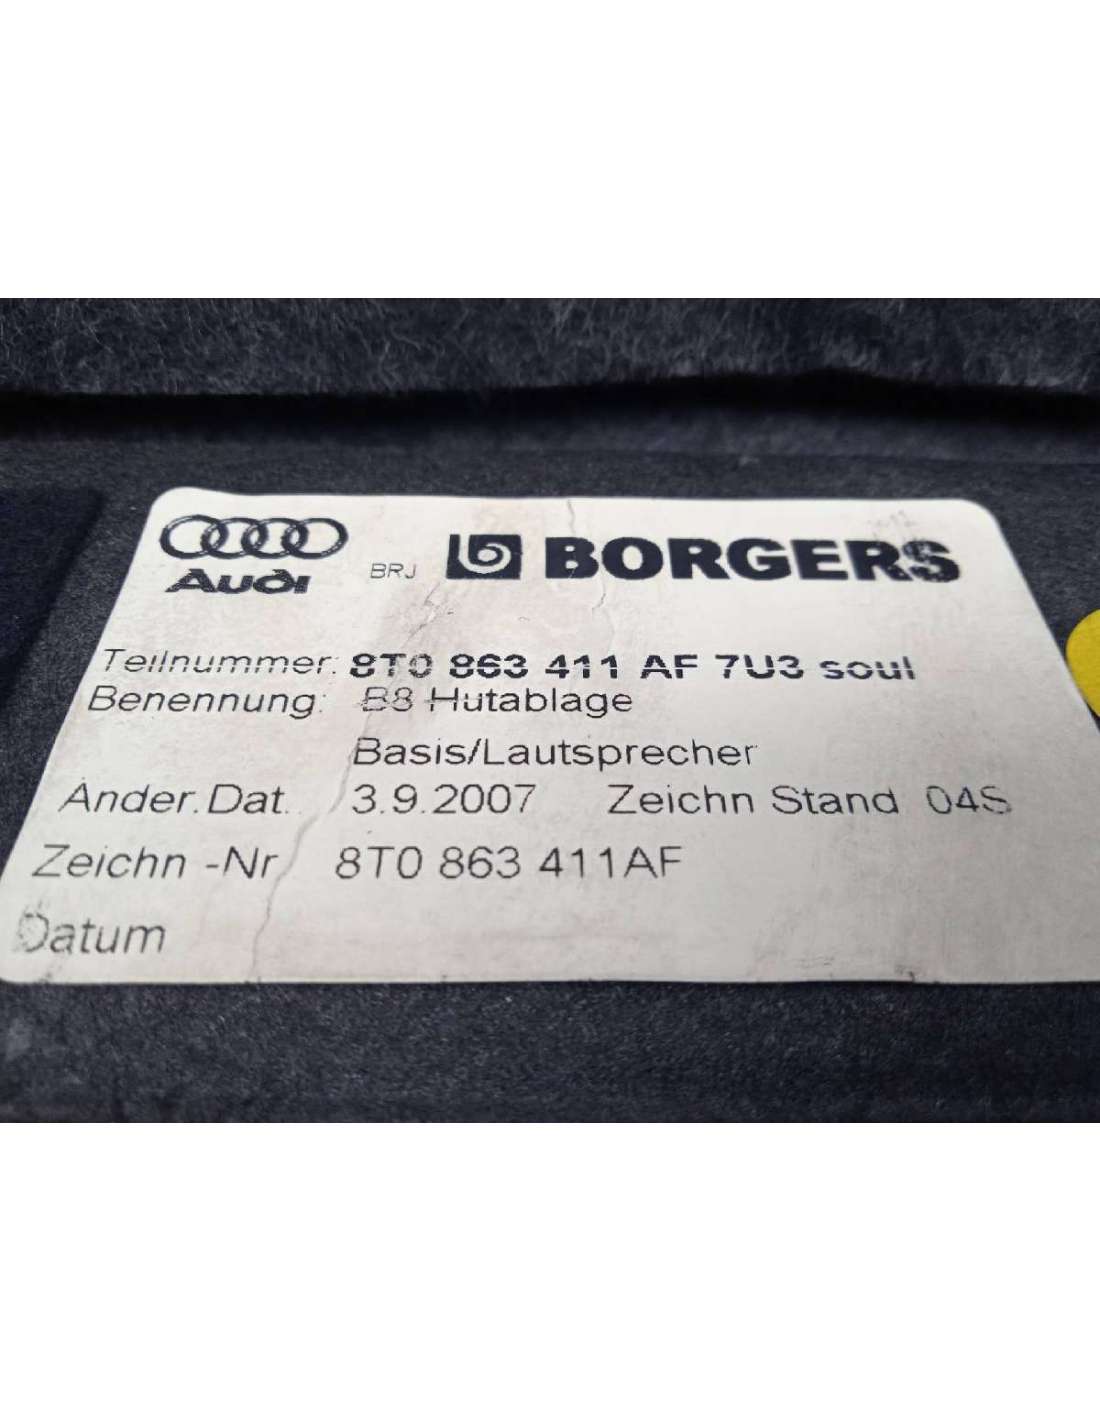 Audi BRJ BORGERS
Teilnummer: 8T0 863 411 AF 7U3 soul
Benennung: B8 Hutablage
Basis/Lautsprecher
Änder.Dat. 3.9.2007 Zeichn Stand 04S
Zeichn -Nr 8T0 863 411AF
Datum